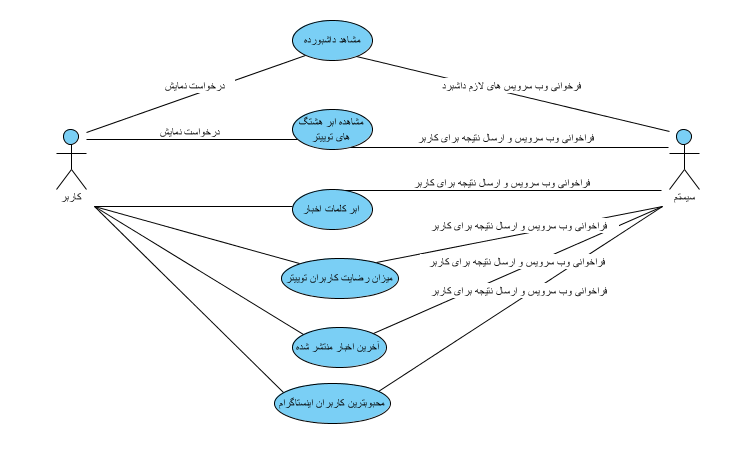 مشاهد داشبورده
درخواست نمایش
فرخوانی وب سرویس های لازم داشبرد
مشاهده ابر هشتگ
های توییتر
درخواست نمایش
فراخوانی وب سرویس و ارسال نتیجه برای کاربر
کاربر
سیستم
فراخوانی وب سرویس و ارسال نتیجه برای کاربر
ابر کلمات اخبار
فراخوانی وب سرویس و ارسال نتیجه برای کاربر
فراخوانی وب سرویس و ارسال نتیجه برای کاربر
میزان رضایت کاربران توییتر
فراخوانی وب سرویس و ارسال نتیجه برای کاربر
آخرین اخبار منتشر شده
محبوبترین کاربران اینستاگرام